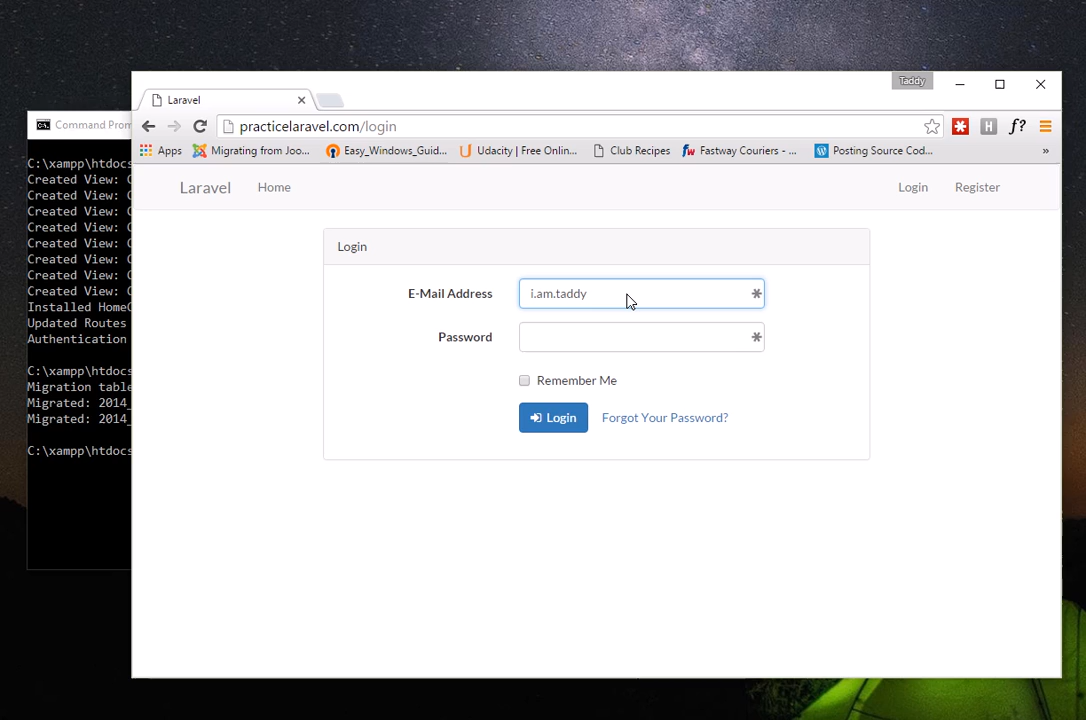 Taddy
Laravel
practicelaravel.com/login
Apps Migrating from Joo... Easy_Windows_Guid... Udacity | Free Onlin... Club Recipes Fastway Couriers - ... Posting Source Cod... »
Laravel Home Login Register
Login
E-Mail Address i.am.taddy
Password
Remember Me
Login Forgot Your Password?
Command Prom
C:\xampp\htdocs
Created View: C
Created View: C
Created View: C
Created View: C
Created View: C
Created View: C
Created View: C
Created View: C
Installed HomeC
Updated Routes
Authentication
C:\xampp\htdocs
Migration table
Migrated: 2014_
Migrated: 2014_
C:\xampp\htdocs